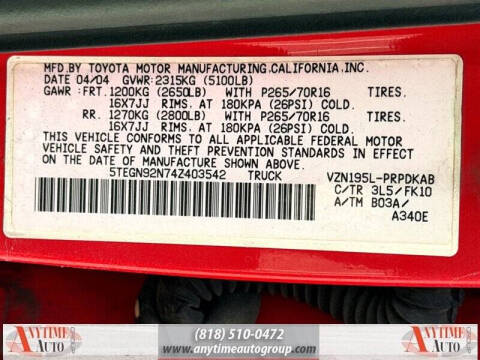 MFD.BY TOYOTA MOTOR MANUFACTURING,CALIFORNIA,INC.
DATE 04/04 GVWR:2315KG (5100LB)
GAWR : FRT. 1200KG (2650LB) WITH P265/70R16 TIRES.
16X7JJ RIMS. AT 180KPA (26PSI) COLD.
RR. 1270KG (2800LB) WITH P265/70R16 TIRES.
16X7JJ RIMS. AT 180KPA (26PSI) COLD.
THIS VEHICLE CONFORMS TO ALL APPLICABLE FEDERAL MOTOR
VEHICLE SAFETY AND THEFT PREVENTION STANDARDS IN EFFECT
ON THE DATE OF MANUFACTURE SHOWN ABOVE.
5TEGN92N74Z403542 TRUCK VZN195L-PRPDKAB
C/TR 3L5/FK10
A/TM B03A/
A340E
ANYTIME AUTO
(818) 510-0472
www.anytimeautogroup.com
ANYTIME AUTO